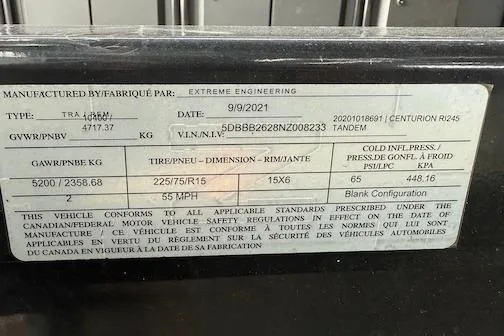 MANUFACTURED BY/FABRIQUÉ PAR: EXTREME ENGINEERING
TYPE: TRA / REM DATE: 9/9/2021 20201018691 | CENTURION RI245
10400 /
GVWR/PNBV 4717.37 KG V.I.N./N.I.V: 5DBBB2628NZ008233 TANDEM
GAWR/PNBE KG TIRE/PNEU – DIMENSION – RIM/JANTE COLD INFL.PRESS./
PRESS.DE GONFL. À FROID
PSI/LPC KPA
5200 / 2358.68 225/75/R15 15X6 65 448.16
2 55 MPH Blank Configuration
THIS VEHICLE CONFORMS TO ALL APPLICABLE STANDARDS PRESCRIBED UNDER THE
CANADIAN/FEDERAL MOTOR VEHICLE SAFETY REGULATIONS IN EFFECT ON THE DATE OF
MANUFACTURE / CE VÉHICULE EST CONFORME À TOUTES LES NORMES QUI LUI SONT
APPLICABLES EN VERTU DU RÈGLEMENT SUR LA SÉCURITÉ DES VÉHICULES AUTOMOBILES
DU CANADA EN VIGUEUR À LA DATE DE SA FABRICATION